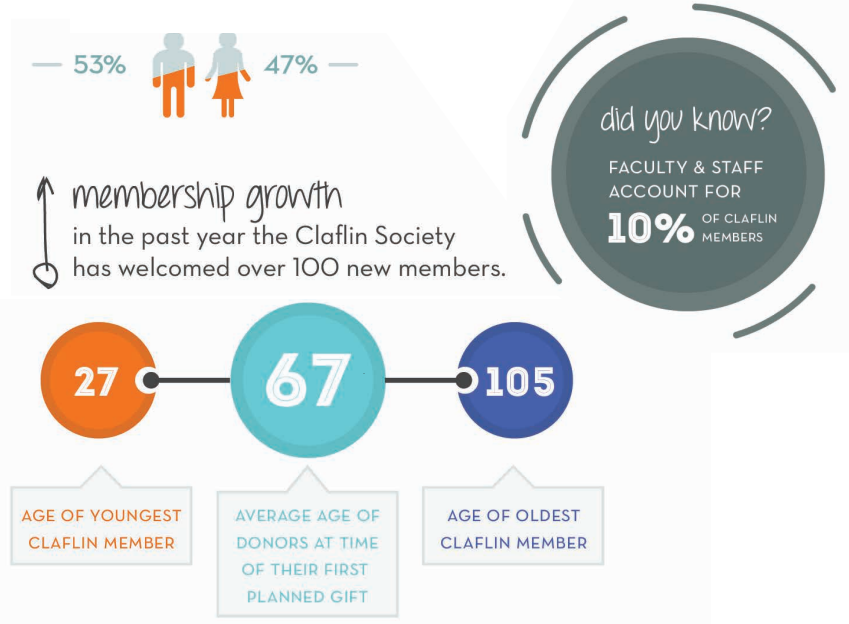 53%
47%
did you know?
FACULTY & STAFF
ACCOUNT FOR
10% OF CLAFLIN
MEMBERS
membership growth
in the past year the Claflin Society
has welcomed over 100 new members.
27
67
105
AGE OF YOUNGEST
CLAFLIN MEMBER
AVERAGE AGE OF
DONORS AT TIME
OF THEIR FIRST
PLANNED GIFT
AGE OF OLDEST
CLAFLIN MEMBER